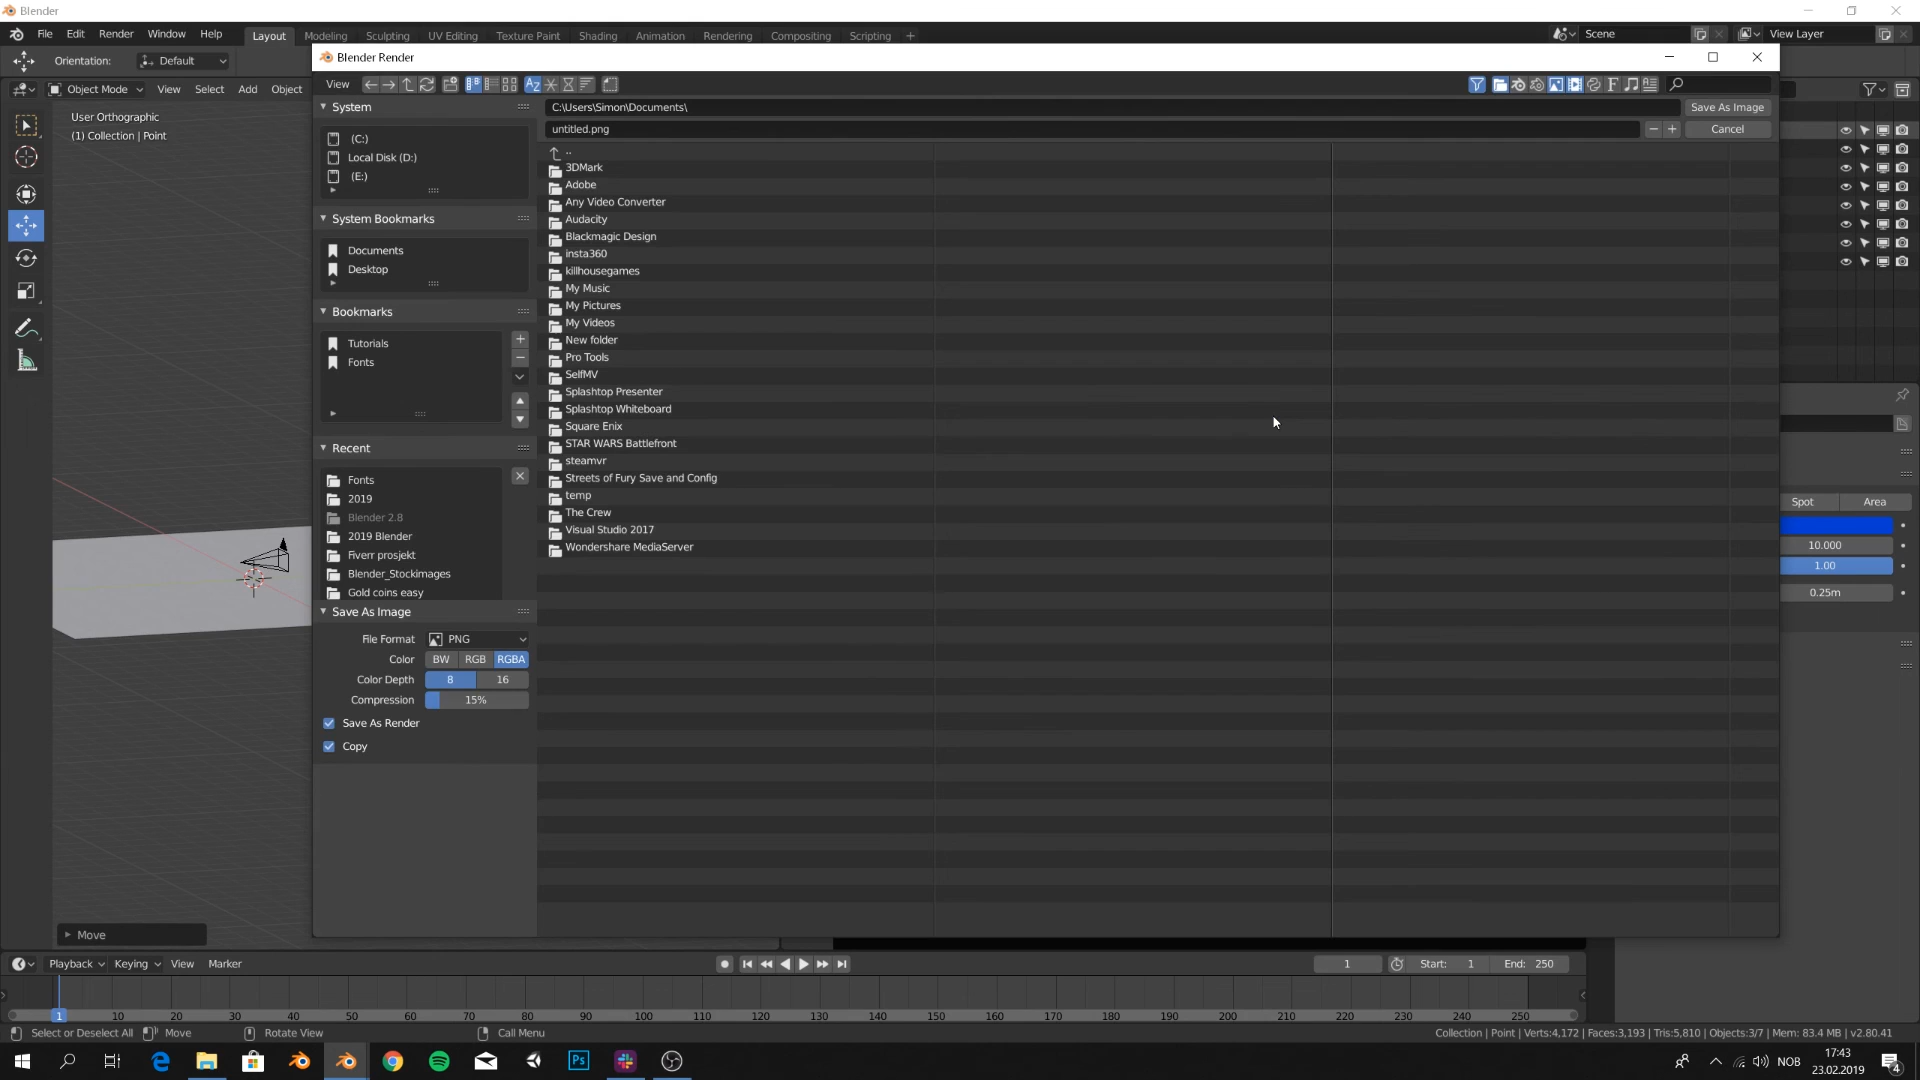 Blender
File Edit Render Window Help Layout Modeling Sculpting UV Editing Texture Paint Shading Animation Rendering Compositing Scripting Scene View Layer
Orientation: Default
Object Mode View Select Add Object
User Orthographic
(1) Collection | Point
Blender Render
View
System
C:\Users\Simon\Documents\ Save As Image
untitled.png Cancel
(C:)
Local Disk (D:)
(E:)
System Bookmarks
Documents
Desktop
Bookmarks
Tutorials
Fonts
Recent
Fonts
2019
Blender 2.8
2019 Blender
Fiverr prosjekt
Blender_Stockimages
Gold coins easy
Save As Image
File Format PNG
Color BW RGB RGBA
Color Depth 8 16
Compression 15%
Save As Render
Copy
..
3DMark
Adobe
Any Video Converter
Audacity
Blackmagic Design
insta360
killhousegames
My Music
My Pictures
My Videos
New folder
Pro Tools
SelfMV
Splashtop Presenter
Splashtop Whiteboard
Square Enix
STAR WARS Battlefront
steamvr
Streets of Fury Save and Config
temp
The Crew
Visual Studio 2017
Wondershare MediaServer
Spot Area
10.000
1.00
0.25m
Move
Playback Keying View Marker 1 Start: 1 End: 250
1 10 20 30 40 50 60 70 80 90 100 110 120 130 140 150 160 170 180 190 200 210 220 230 240 250
Select or Deselect All Move Rotate View Call Menu Collection | Point | Verts:4,172 | Faces:3,193 | Tris:5,810 | Objects:3/7 | Mem: 83.4 MB | v2.80.41
Ps NOB 17:43
23.02.2019 4